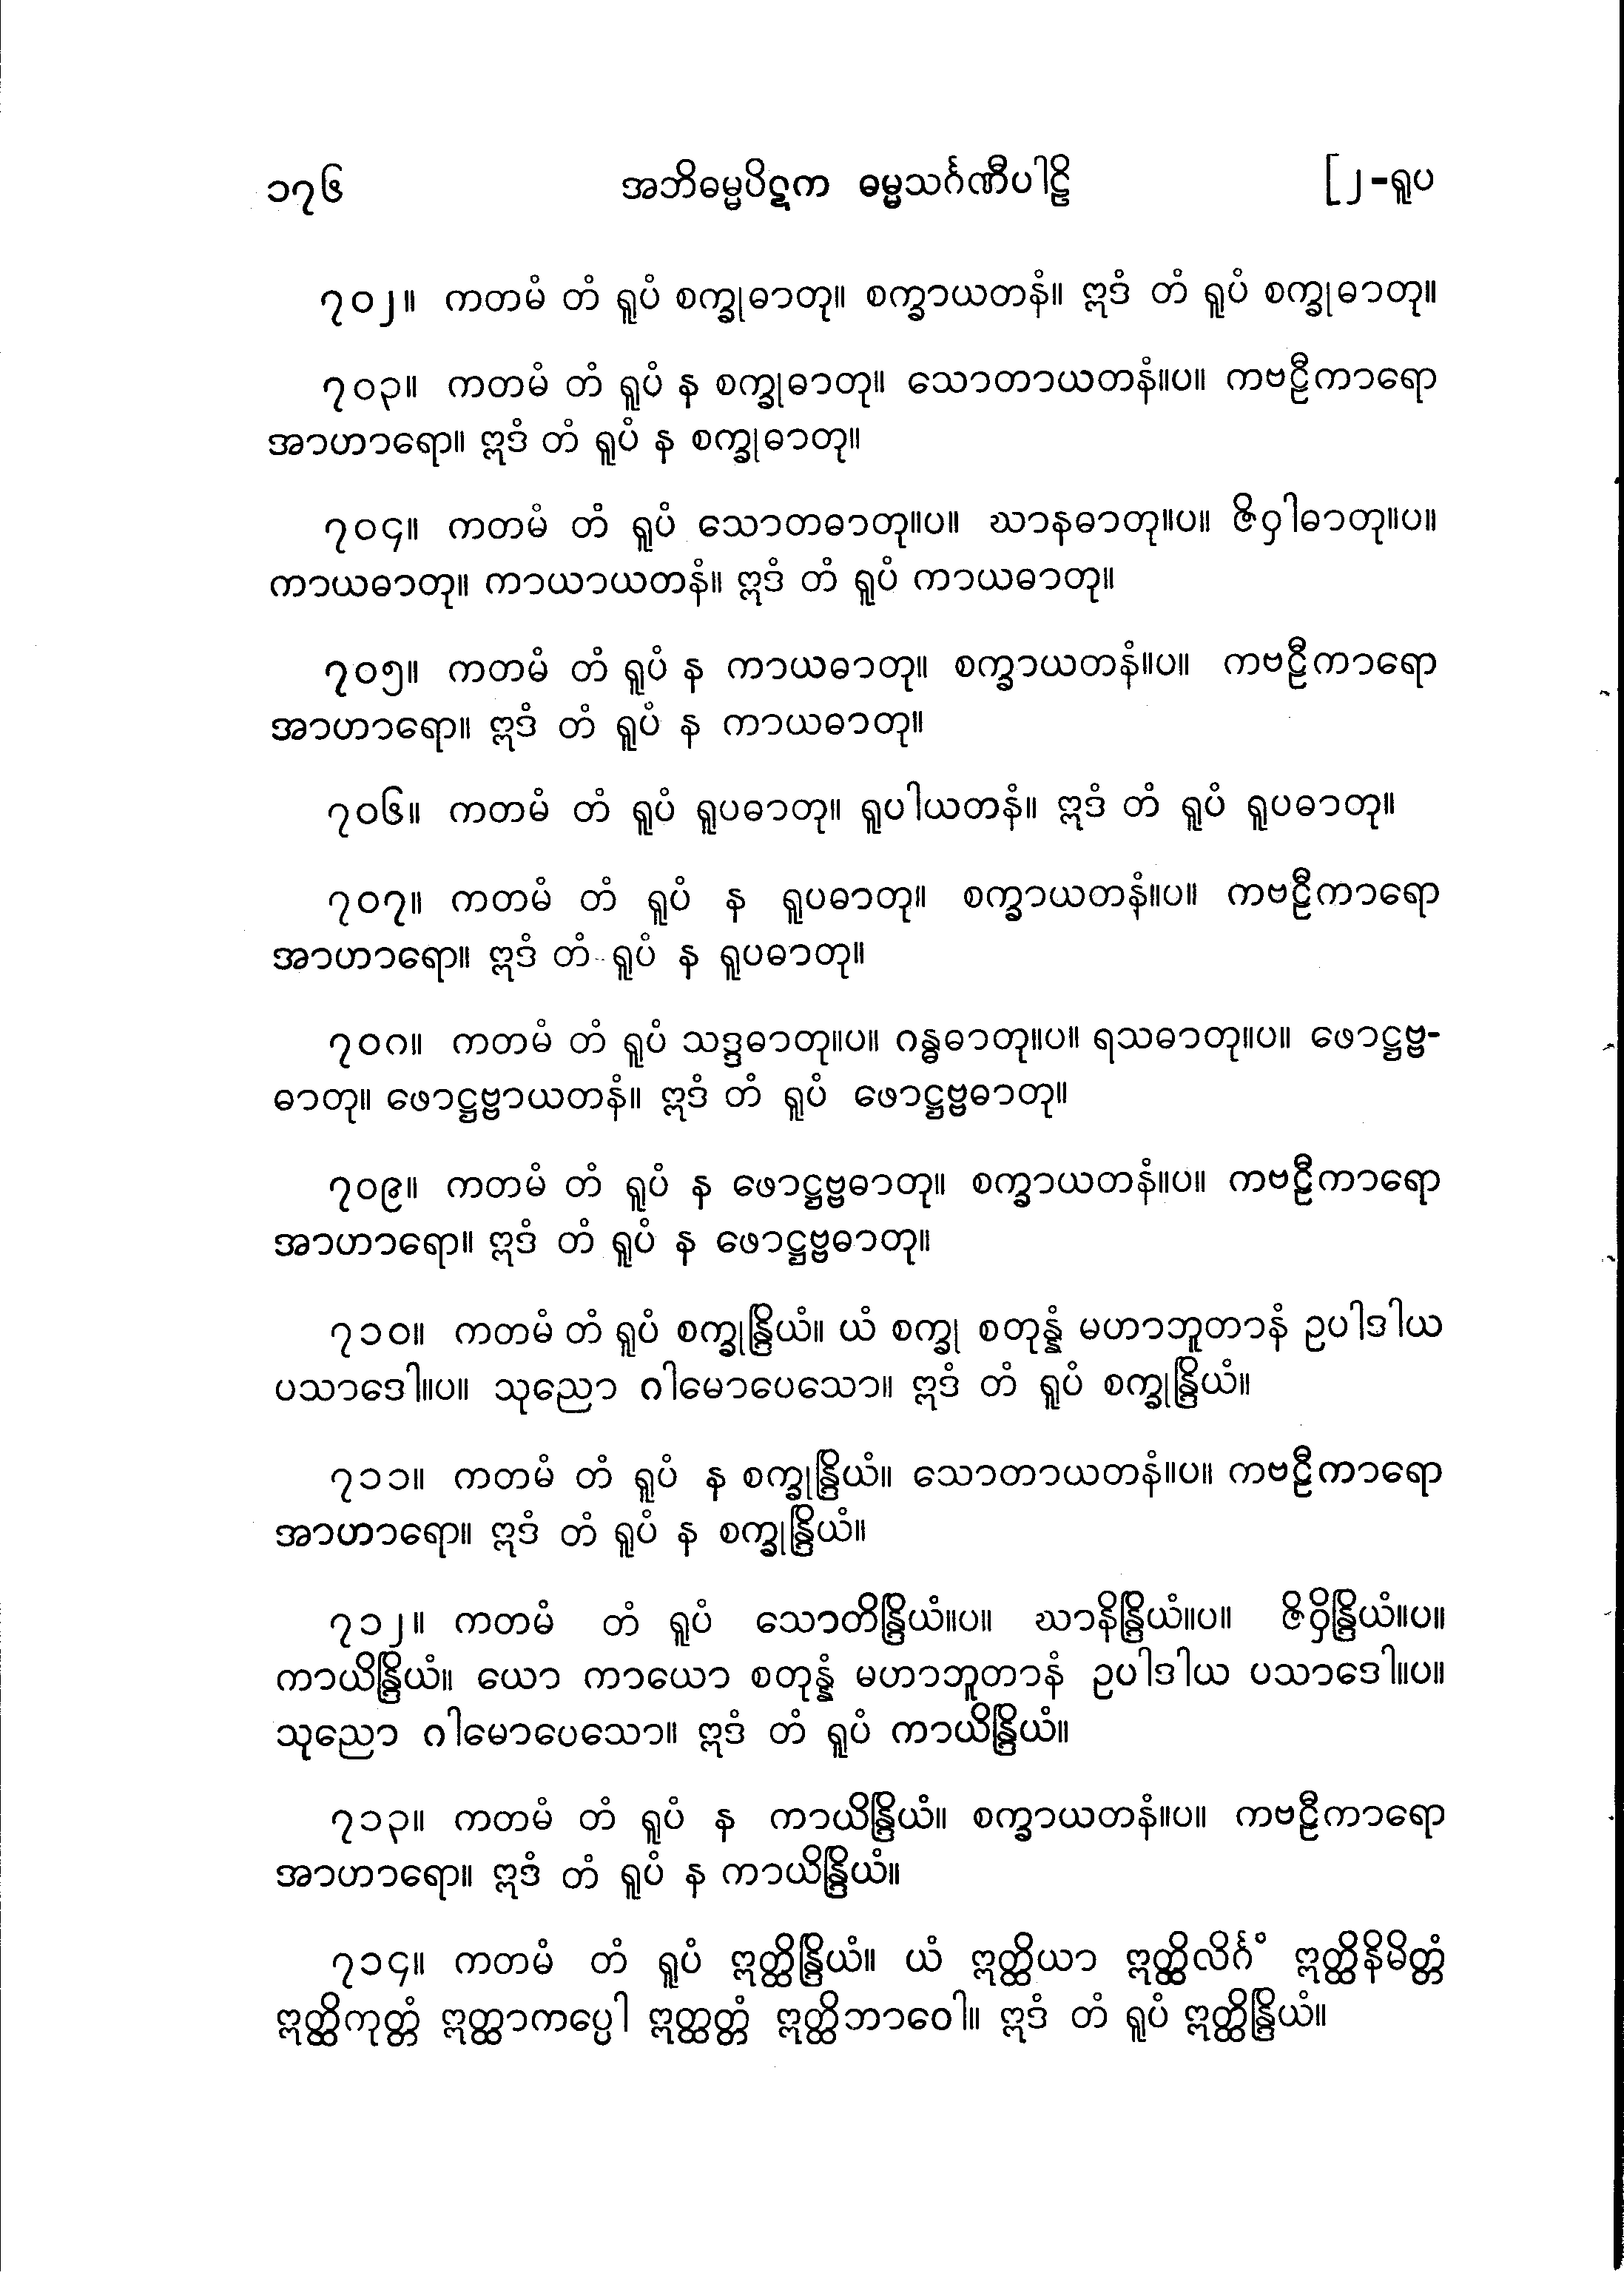 ၁၇၆ အဘိဓမ္မပိဋက ဓမ္မသင်္ဂဏီပါဠိ [၂-ရူပ
၇၀၂။ ကတမံ တံ ရူပံ စက္ခုဓာတု။ စက္ခာယတနံ။ ဣဒံ တံ ရူပံ စက္ခုဓာတု။
၇၀၃။ ကတမံ တံ ရူပံ န စက္ခုဓာတု။ သောတာယတနံ။ပ။ ကဗဠီကာရော
အာဟာရော။ ဣဒံ တံ ရူပံ န စက္ခုဓာတု။
၇၀၄။ ကတမံ တံ ရူပံ သောတဓာတု။ပ။ ဃာနဓာတု။ပ။ ဇိဝှါဓာတု။ပ။
ကာယဓာတု။ ကာယာယတနံ။ ဣဒံ တံ ရူပံ ကာယဓာတု။
၇၀၅။ ကတမံ တံ ရူပံ န ကာယဓာတု။ စက္ခာယတနံ။ပ။ ကဗဠီကာရော
အာဟာရော။ ဣဒံ တံ ရူပံ န ကာယဓာတု။
၇၀၆။ ကတမံ တံ ရူပံ ရူပဓာတု။ ရူပါယတနံ။ ဣဒံ တံ ရူပံ ရူပဓာတု။
၇၀၇။ ကတမံ တံ ရူပံ န ရူပဓာတု။ စက္ခာယတနံ။ပ။ ကဗဠီကာရော
အာဟာရော။ ဣဒံ တံ ရူပံ န ရူပဓာတု။
၇၀ဂ။ ကတမံ တံ ရူပံ သဒ္ဒဓာတု။ပ။ ဂန္ဓဓာတု။ပ။ ရသဓာတု။ပ။ ဖောဋ္ဌဗ္ဗ-
ဓာတု။ ဖောဋ္ဌဗ္ဗာယတနံ။ ဣဒံ တံ ရူပံ ဖောဋ္ဌဗ္ဗဓာတု။
၇၀၉။ ကတမံ တံ ရူပံ န ဖောဋ္ဌဗ္ဗဓာတု။ စက္ခာယတနံ။ပ။ ကဗဠီကာရော
အာဟာရော။ ဣဒံ တံ ရူပံ န ဖောဋ္ဌဗ္ဗဓာတု။
၇၁၀။ ကတမံ တံ ရူပံ စက္ခုန္ဒြိယံ။ ယံ စက္ခု စတုန္နံ မဟာဘူတာနံ ဥပါဒါယ
ပသာဒေါ။ပ။ သုညော ဂါမောပေသော။ ဣဒံ တံ ရူပံ စက္ခုန္ဒြိယံ။
၇၁၁။ ကတမံ တံ ရူပံ န စက္ခုန္ဒြိယံ။ သောတာယတနံ။ပ။ ကဗဠီကာရော
အာဟာရော။ ဣဒံ တံ ရူပံ န စက္ခုန္ဒြိယံ။
၇၁၂။ ကတမံ တံ ရူပံ သောတိန္ဒြိယံ။ပ။ ဃာနိန္ဒြိယံ။ပ။ ဇိဝှိန္ဒြိယံ။ပ။
ကာယိန္ဒြိယံ။ ယော ကာယော စတုန္နံ မဟာဘူတာနံ ဥပါဒါယ ပသာဒေါ။ပ။
သုညော ဂါမောပေသော။ ဣဒံ တံ ရူပံ ကာယိန္ဒြိယံ။
၇၁၃။ ကတမံ တံ ရူပံ န ကာယိန္ဒြိယံ။ စက္ခာယတနံ။ပ။ ကဗဠီကာရော
အာဟာရော။ ဣဒံ တံ ရူပံ န ကာယိန္ဒြိယံ။
၇၁၄။ ကတမံ တံ ရူပံ ဣတ္ထိန္ဒြိယံ။ ယံ ဣတ္ထိယာ ဣတ္ထိလိင်္ဂံ ဣတ္ထိနိမိတ္တံ
ဣတ္ထိကုတ္တံ ဣတ္ထာကပ္ပေါ ဣတ္ထတ္တံ ဣတ္ထိဘာဝေါ။ ဣဒံ တံ ရူပံ ဣတ္ထိန္ဒြိယံ။